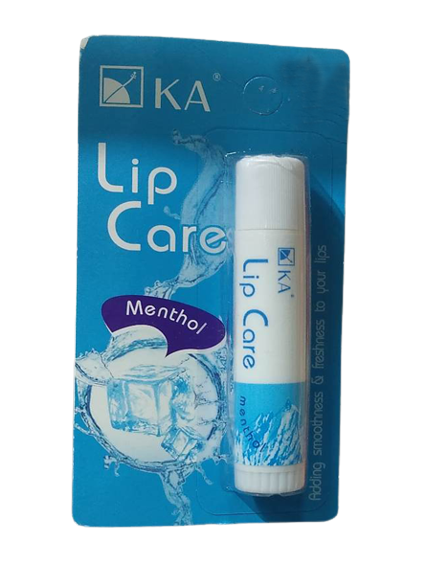 KA®
Lip
Care
Menthol
KA®
Lip Care
menthol
Adding smoothness & freshness to your lips